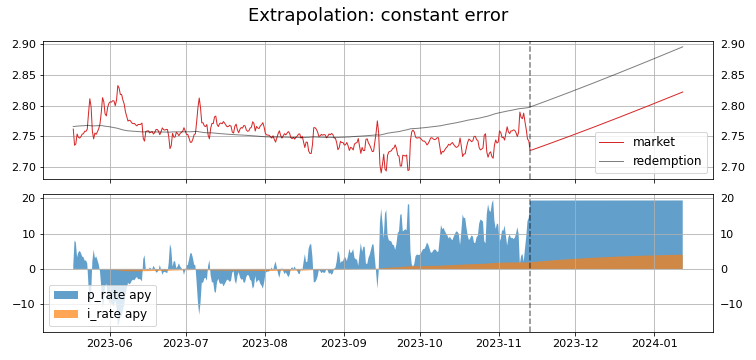 Extrapolation: constant error
2.90 2.90
2.85 2.85
2.80 2.80
2.75 2.75
2.70 2.70
market
redemption
20 20
10 10
0 0
−10 −10
p_rate apy
i_rate apy
2023-06 2023-07 2023-08 2023-09 2023-10 2023-11 2023-12 2024-01